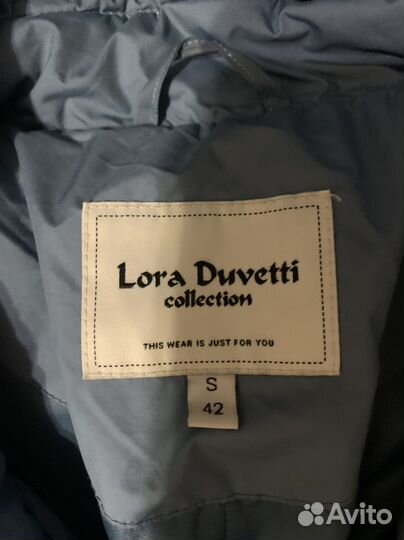 Lora Duvetti
collection
THIS WEAR IS JUST FOR YOU
S
42
Avito